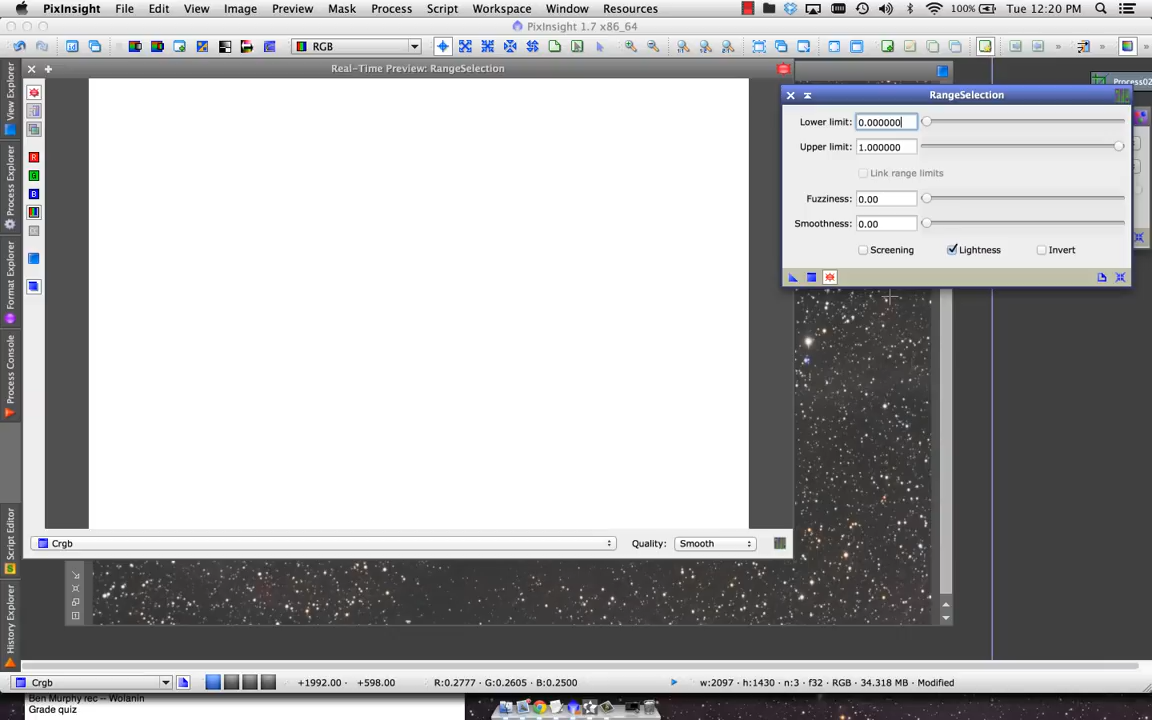 PixInsight File Edit View Image Preview Mask Process Script Workspace Window Resources 100% Tue 12:20 PM
PixInsight 1.7 x86_64
RGB
1:1
Real-Time Preview: RangeSelection
Process02
View Explorer
Process Explorer
Format Explorer
Process Console
Script Editor
History Explorer
R
G
B
RangeSelection
Lower limit: 0.000000
Upper limit: 1.000000
Link range limits
Fuzziness: 0.00
Smoothness: 0.00
Screening Lightness Invert
Crgb Quality: Smooth
Crgb +1992.00 +598.00 R:0.2777 G:0.2605 B:0.2500 w:2097 h:1430 n:3 f32 RGB 34.318 MB Modified
Ben Murphy rec -- Wolanin
Grade quiz